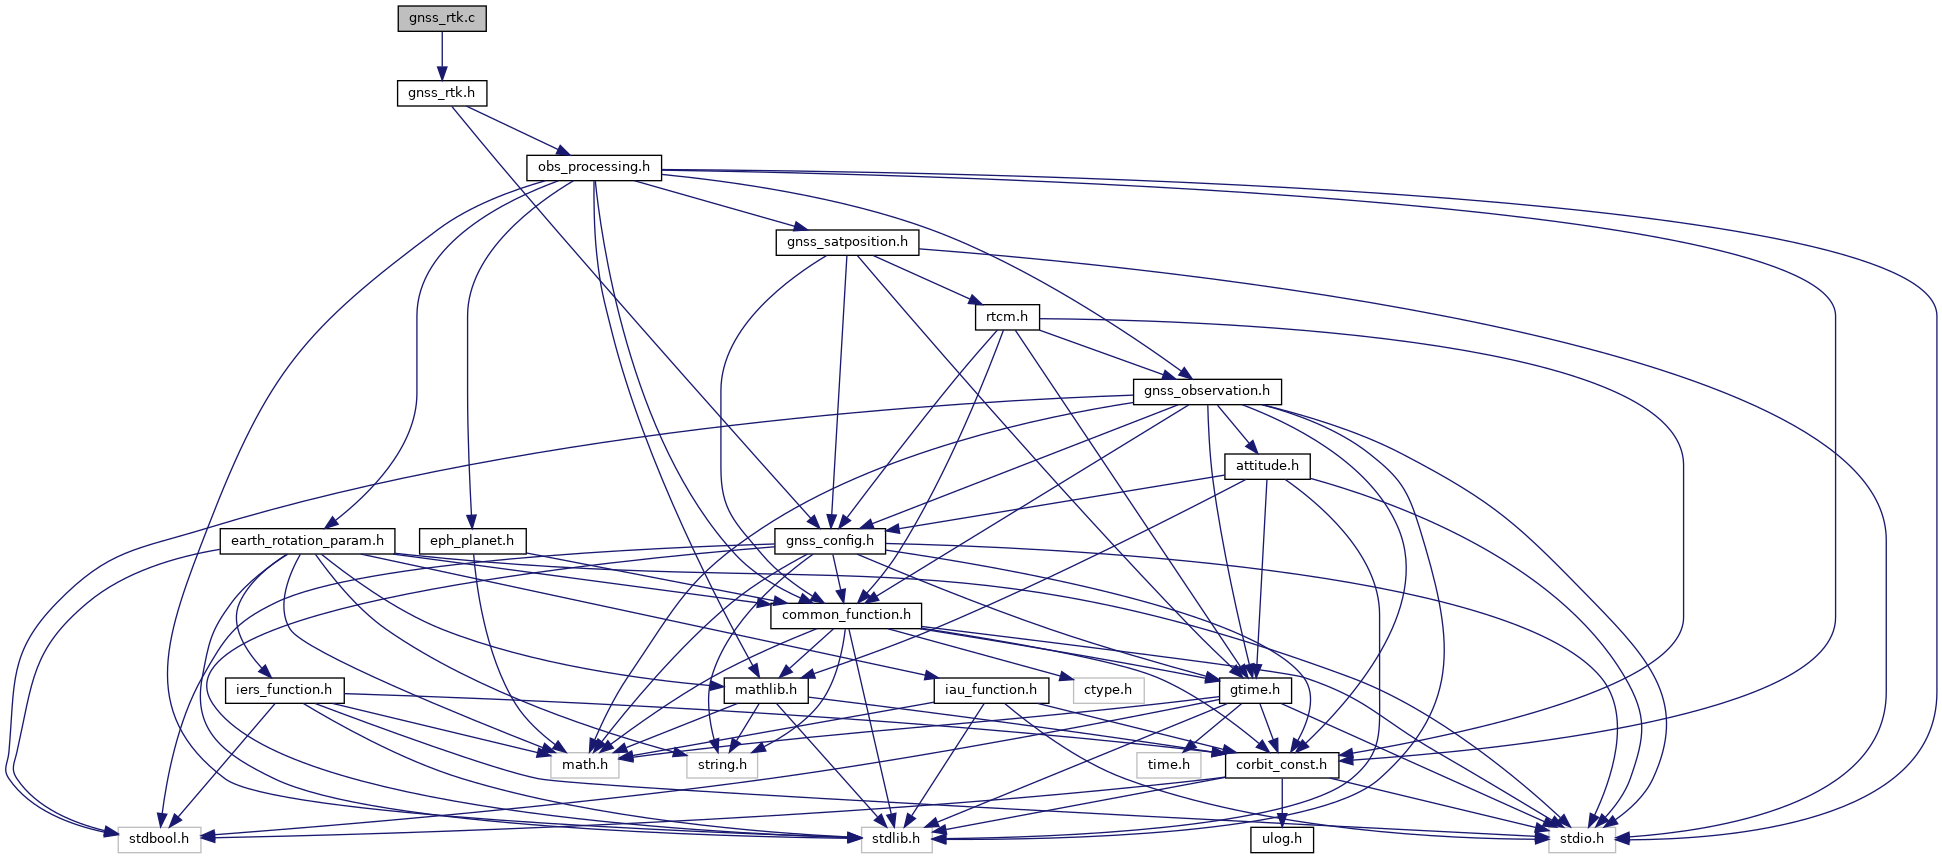 gnss_rtk.c
gnss_rtk.h
obs_processing.h
gnss_satposition.h
rtcm.h
gnss_observation.h
attitude.h
earth_rotation_param.h
eph_planet.h
gnss_config.h
common_function.h
iers_function.h
mathlib.h
iau_function.h
ctype.h
gtime.h
math.h
string.h
time.h
corbit_const.h
stdbool.h
stdlib.h
ulog.h
stdio.h